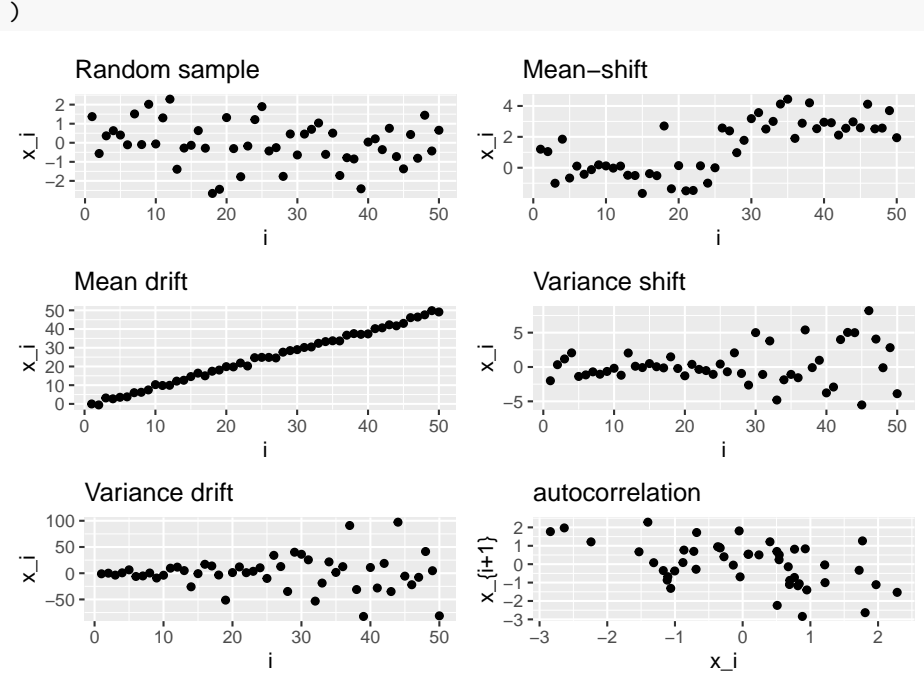 )
Random sample
2
1
0
−1
−2
x_i
0 10 20 30 40 50
i
Mean−shift
4
2
0
x_i
0 10 20 30 40 50
i
Mean drift
50
40
30
20
10
0
x_i
0 10 20 30 40 50
i
Variance shift
5
0
−5
x_i
0 10 20 30 40 50
i
Variance drift
100
50
0
−50
x_i
0 10 20 30 40 50
i
autocorrelation
2
1
0
−1
−2
−3
x_{i+1}
−3 −2 −1 0 1 2
x_i